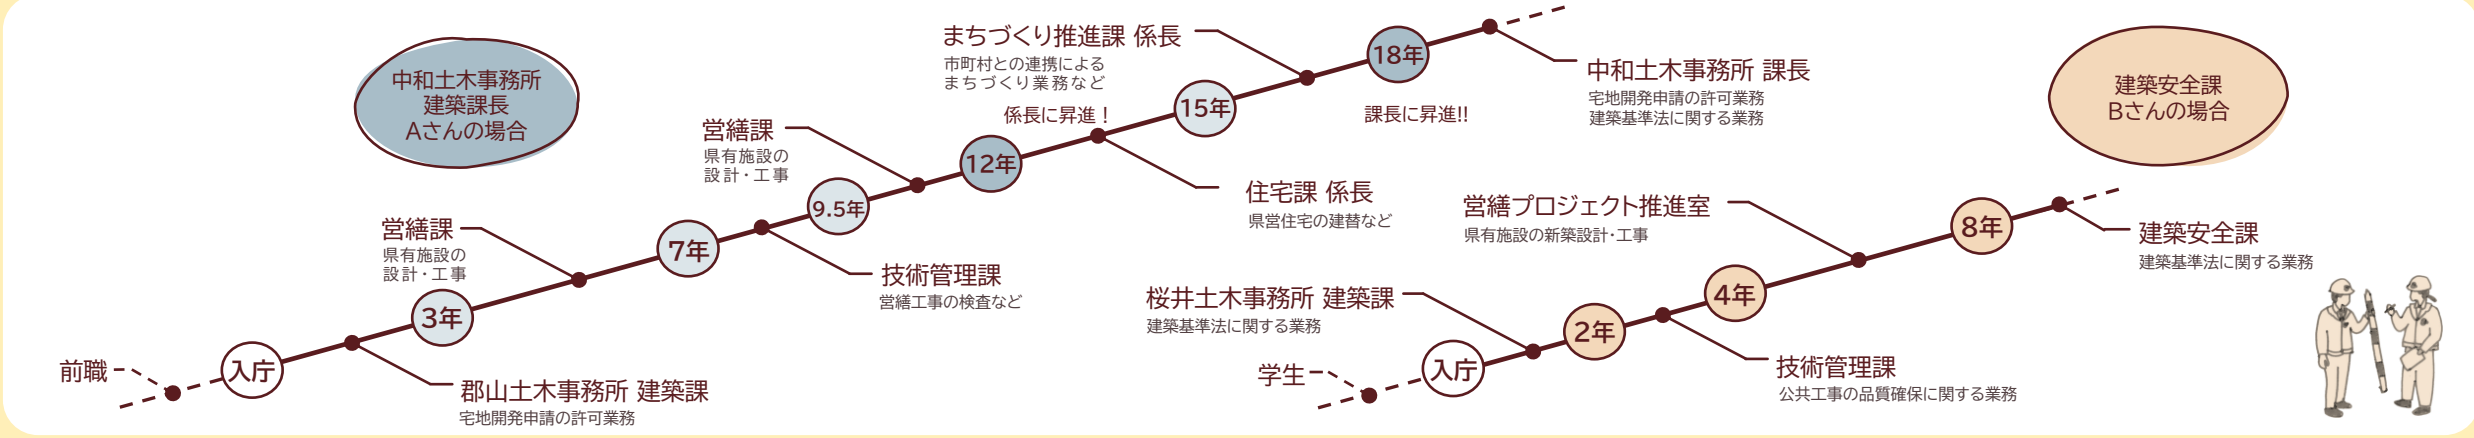 中和土木事務所
建築課長
Aさんの場合
前職
入庁
郡山土木事務所 建築課
宅地開発申請の許可業務
3年
営繕課
県有施設の
設計・工事
7年
技術管理課
営繕工事の検査など
9.5年
営繕課
県有施設の
設計・工事
12年
係長に昇進!
住宅課 係長
県営住宅の建替など
15年
まちづくり推進課 係長
市町村との連携による
まちづくり業務など
18年
課長に昇進!!
中和土木事務所 課長
宅地開発申請の許可業務
建築基準法に関する業務
建築安全課
Bさんの場合
学生
入庁
桜井土木事務所 建築課
建築基準法に関する業務
2年
技術管理課
公共工事の品質確保に関する業務
4年
営繕プロジェクト推進室
県有施設の新築設計・工事
8年
建築安全課
建築基準法に関する業務